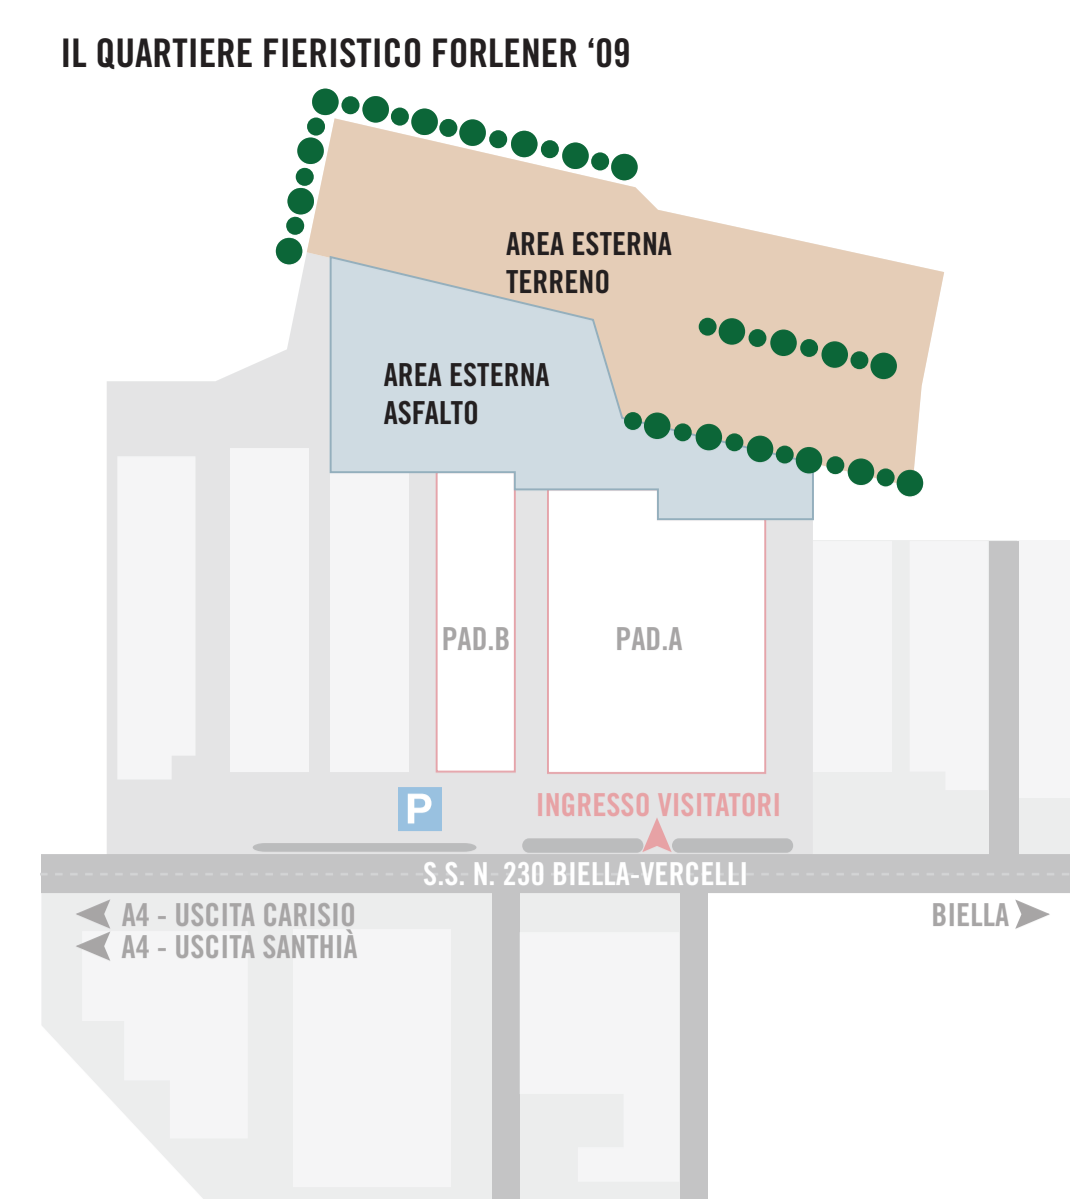 IL QUARTIERE FIERISTICO FORLENER ‘09
AREA ESTERNA
TERRENO
AREA ESTERNA
ASFALTO
PAD.B
PAD.A
P
INGRESSO VISITATORI
S.S. N. 230 BIELLA-VERCELLI
A4 - USCITA CARISIO
A4 - USCITA SANTHIÀ
BIELLA